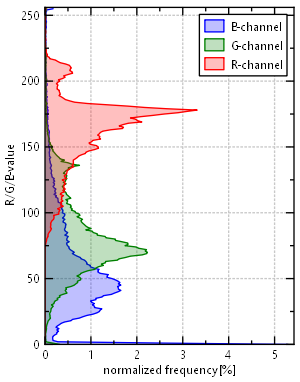 250
200
150
100
50
0
R/G/B-value
B-channel
G-channel
R-channel
0 1 2 3 4 5
normalized frequency[%]